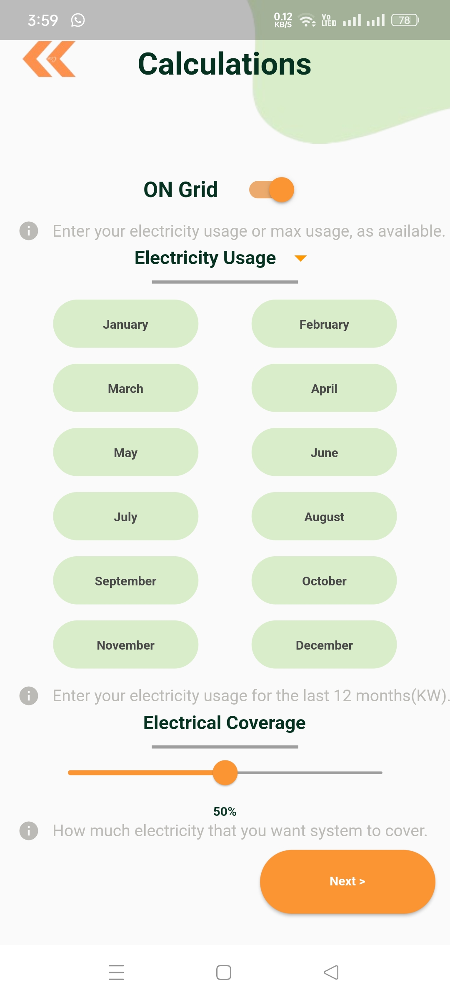 3:59
0.12
KB/S
Vo
LTE
78
Calculations
ON Grid
Enter your electricity usage or max usage, as available.
Electricity Usage
January
February
March
April
May
June
July
August
September
October
November
December
Enter your electricity usage for the last 12 months(KW).
Electrical Coverage
50%
How much electricity that you want system to cover.
Next >